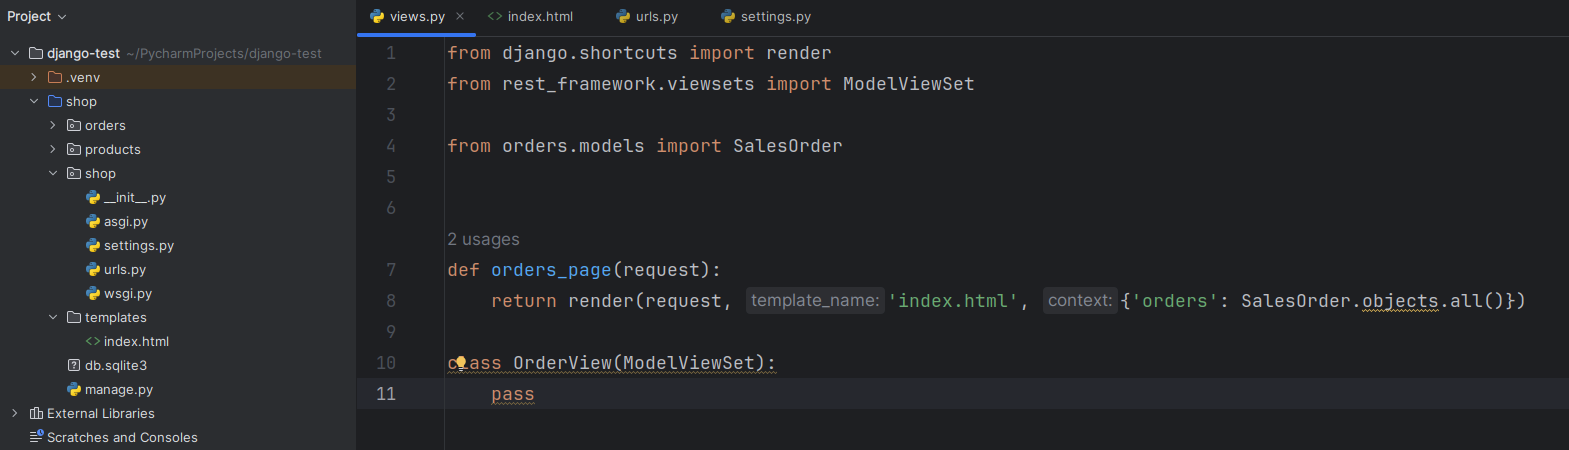 Project
django-test ~/PycharmProjects/django-test
.venv
shop
orders
products
shop
__init__.py
asgi.py
settings.py
urls.py
wsgi.py
templates
<> index.html
db.sqlite3
manage.py
External Libraries
Scratches and Consoles
views.py × <> index.html urls.py settings.py
1 from django.shortcuts import render
2 from rest_framework.viewsets import ModelViewSet
3
4 from orders.models import SalesOrder
5
6
2 usages
7 def orders_page(request):
8 return render(request, template_name: 'index.html', context: {'orders': SalesOrder.objects.all()})
9
10 class OrderView(ModelViewSet):
11 pass